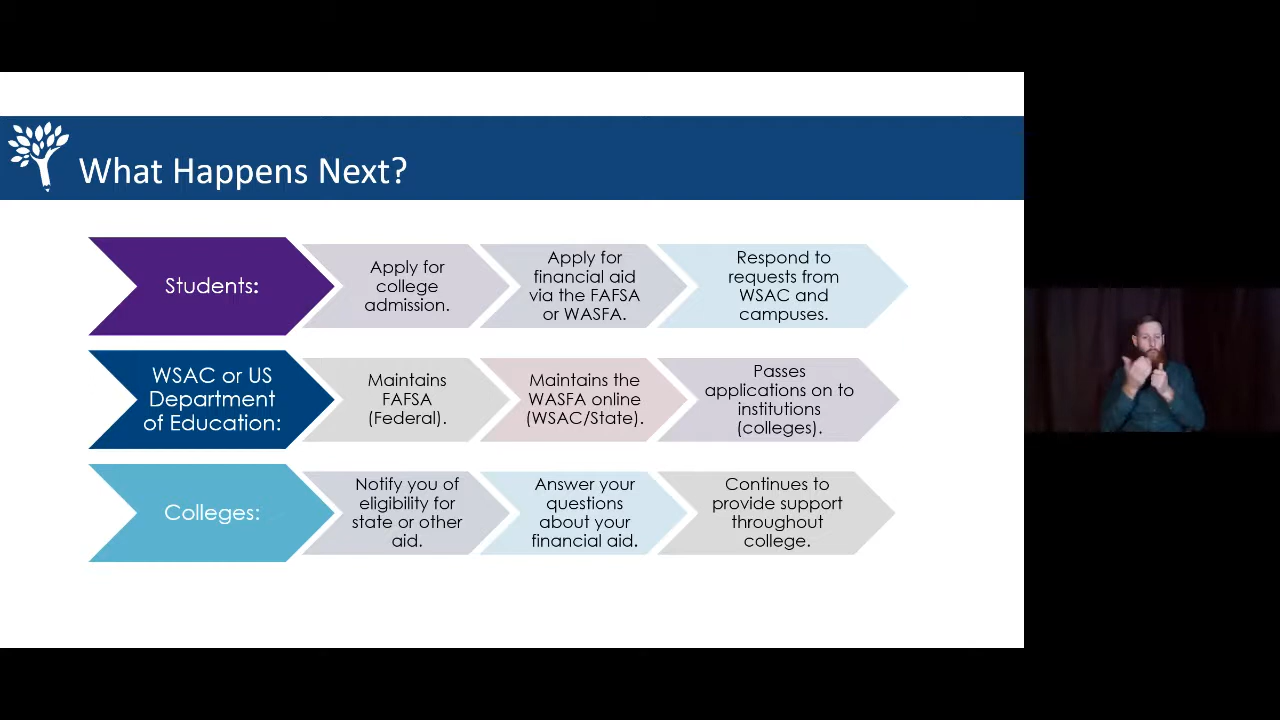 What Happens Next?
Students:
Apply for
college
admission.
Apply for
financial aid
via the FAFSA
or WASFA.
Respond to
requests from
WSAC and
campuses.
WSAC or US
Department
of Education:
Maintains
FAFSA
(Federal).
Maintains the
WASFA online
(WSAC/State).
Passes
applications on to
institutions
(colleges).
Colleges:
Notify you of
eligibility for
state or other
aid.
Answer your
questions
about your
financial aid.
Continues to
provide support
throughout
college.